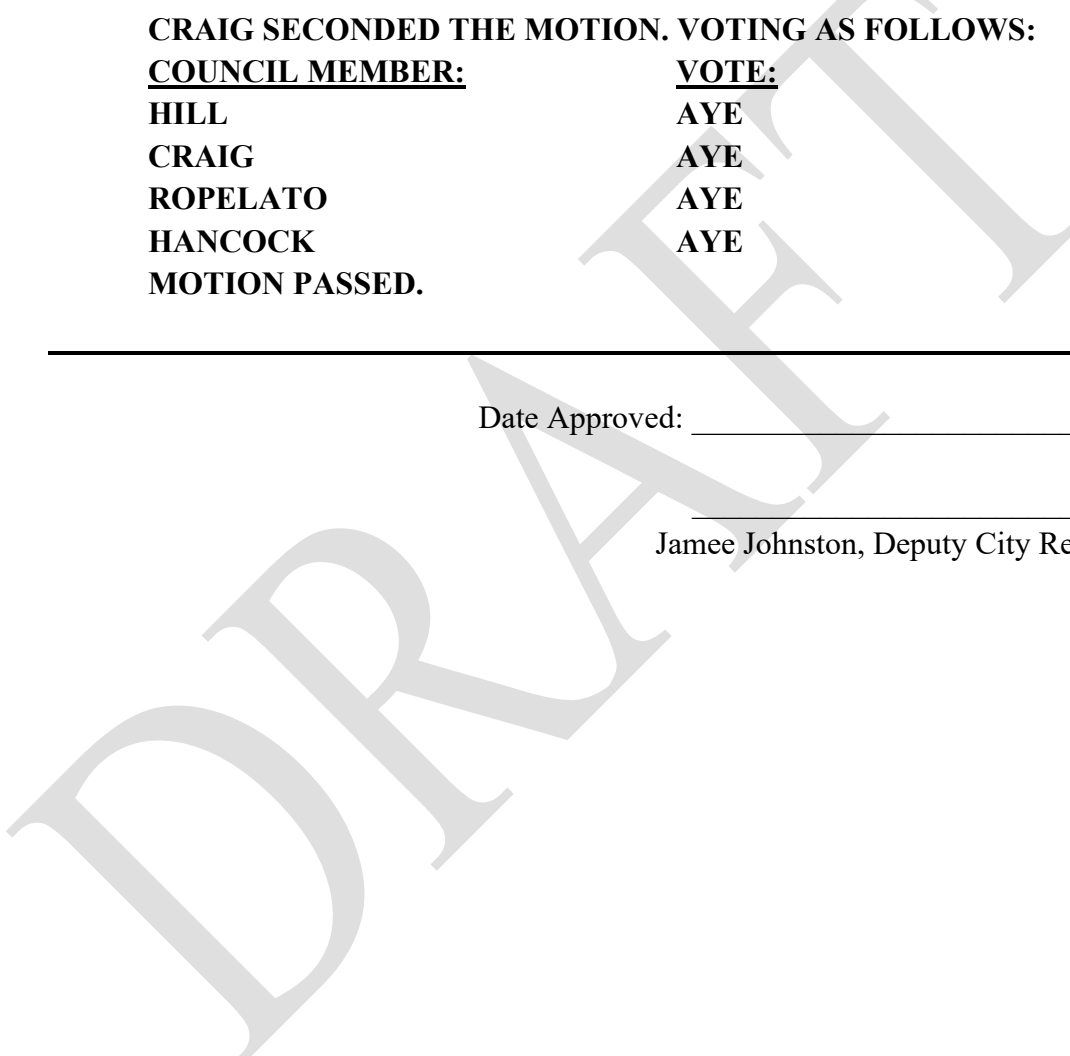 CRAIG SECONDED THE MOTION. VOTING AS FOLLOWS:
COUNCIL MEMBER: VOTE:
HILL AYE
CRAIG AYE
ROPELATO AYE
HANCOCK AYE
MOTION PASSED.
Date Approved:
Jamee Johnston, Deputy City
DRAFT